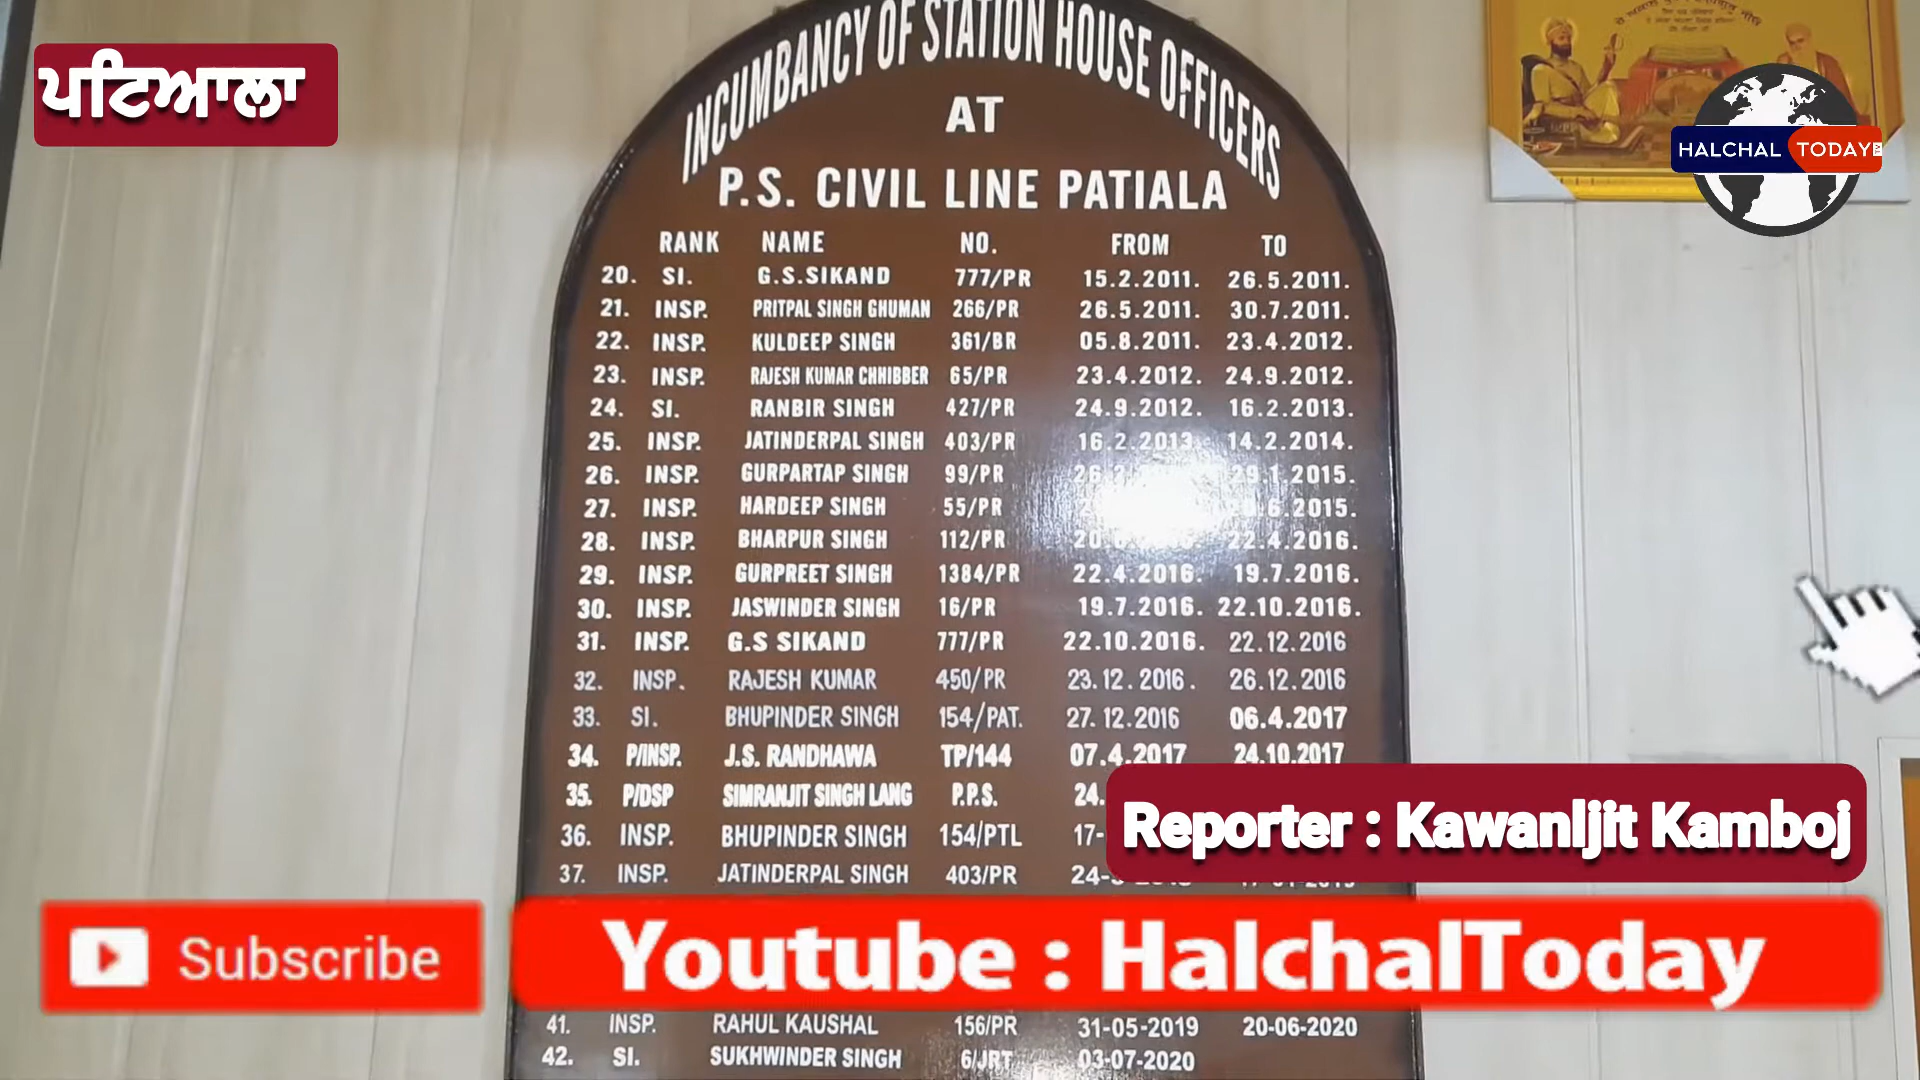 ਪਟਿਆਲਾ
INCUMBANCY OF STATION HOUSE OFFICERS
AT
P.S. CIVIL LINE PATIALA
HALCHAL TODAY
RANK NAME NO. FROM TO
20. SI. G.S.SIKAND 777/PR 15.2.2011. 26.5.2011.
21. INSP. PRITPAL SINGH GHUMAN 266/PR 26.5.2011. 30.7.2011.
22. INSP. KULDEEP SINGH 361/BR 05.8.2011. 23.4.2012.
23. INSP. RAJESH KUMAR CHHIBBER 65/PR 23.4.2012. 24.9.2012.
24. SI. RANBIR SINGH 427/PR 24.9.2012. 16.2.2013.
25. INSP. JATINDERPAL SINGH 403/PR 16.2.2013. 14.2.2014.
26. INSP. GURPARTAP SINGH 99/PR 29.1.2015.
27. INSP. HARDEEP SINGH 55/PR
28. INSP. BHARPUR SINGH 112/PR 22.4.2016.
29. INSP. GURPREET SINGH 1384/PR 22.4.2016. 19.7.2016.
30. INSP. JASWINDER SINGH 16/PR 19.7.2016. 22.10.2016.
31. INSP. G.S SIKAND 777/PR 22.10.2016. 22.12.2016
32. INSP. RAJESH KUMAR 450/PR 23.12.2016. 26.12.2016
33. SI. BHUPINDER SINGH 154/PAT. 27.12.2016 06.4.2017
34. P/INSP. J.S. RANDHAWA TP/144 07.4.2017 24.10.2017
35. P/DSP SIMRANJIT SINGH LANG P.P.S. 24.
36. INSP. BHUPINDER SINGH 154/PTL 17-
37. INSP. JATINDERPAL SINGH 403/PR
Reporter : Kawanljit Kamboj
Subscribe
Youtube : HalchalToday
41. INSP. RAHUL KAUSHAL 156/PR 31-05-2019 20-06-2020
42. SI. SUKHWINDER SINGH 6/JRT 03-07-2020